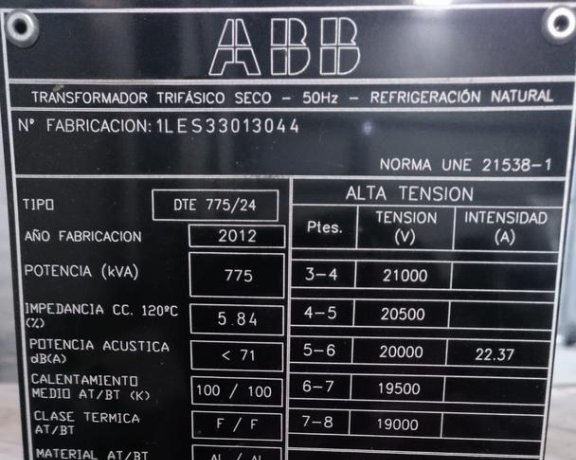 ABB
TRANSFORMADOR TRIFÁSICO SECO - 50Hz - REFRIGERACIÓN NATURAL
Nº FABRICACION: 1LES33013044
NORMA UNE 21538-1
TIPO DTE 775/24
AÑO FABRICACION 2012
POTENCIA (kVA) 775
IMPEDANCIA CC. 120ºC
(%) 5.84
POTENCIA ACUSTICA
dB(A) < 71
CALENTAMIENTO
MEDIO AT/BT (K) 100 / 100
CLASE TERMICA
AT/BT F / F
MATERIAL AT/BT AL / AL
ALTA TENSION
Ptes. TENSION (V) INTENSIDAD (A)
3-4 21000
4-5 20500
5-6 20000 22.37
6-7 19500
7-8 19000